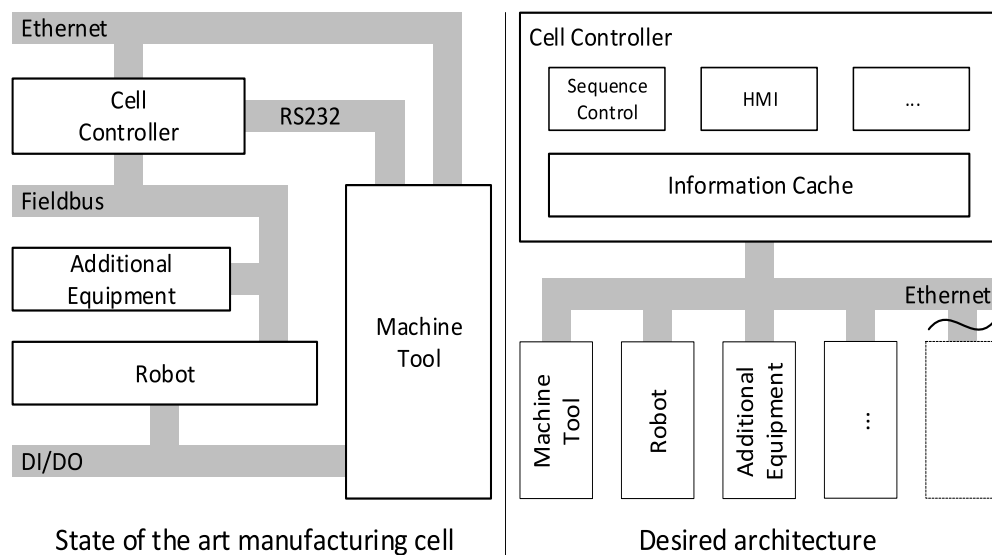 Ethernet
Cell
Controller
RS232
Fieldbus
Additional
Equipment
Machine
Tool
Robot
DI/DO
State of the art manufacturing cell
Cell Controller
Sequence
Control
HMI
...
Information Cache
Ethernet
Machine
Tool
Robot
Additional
Equipment
...
Desired architecture